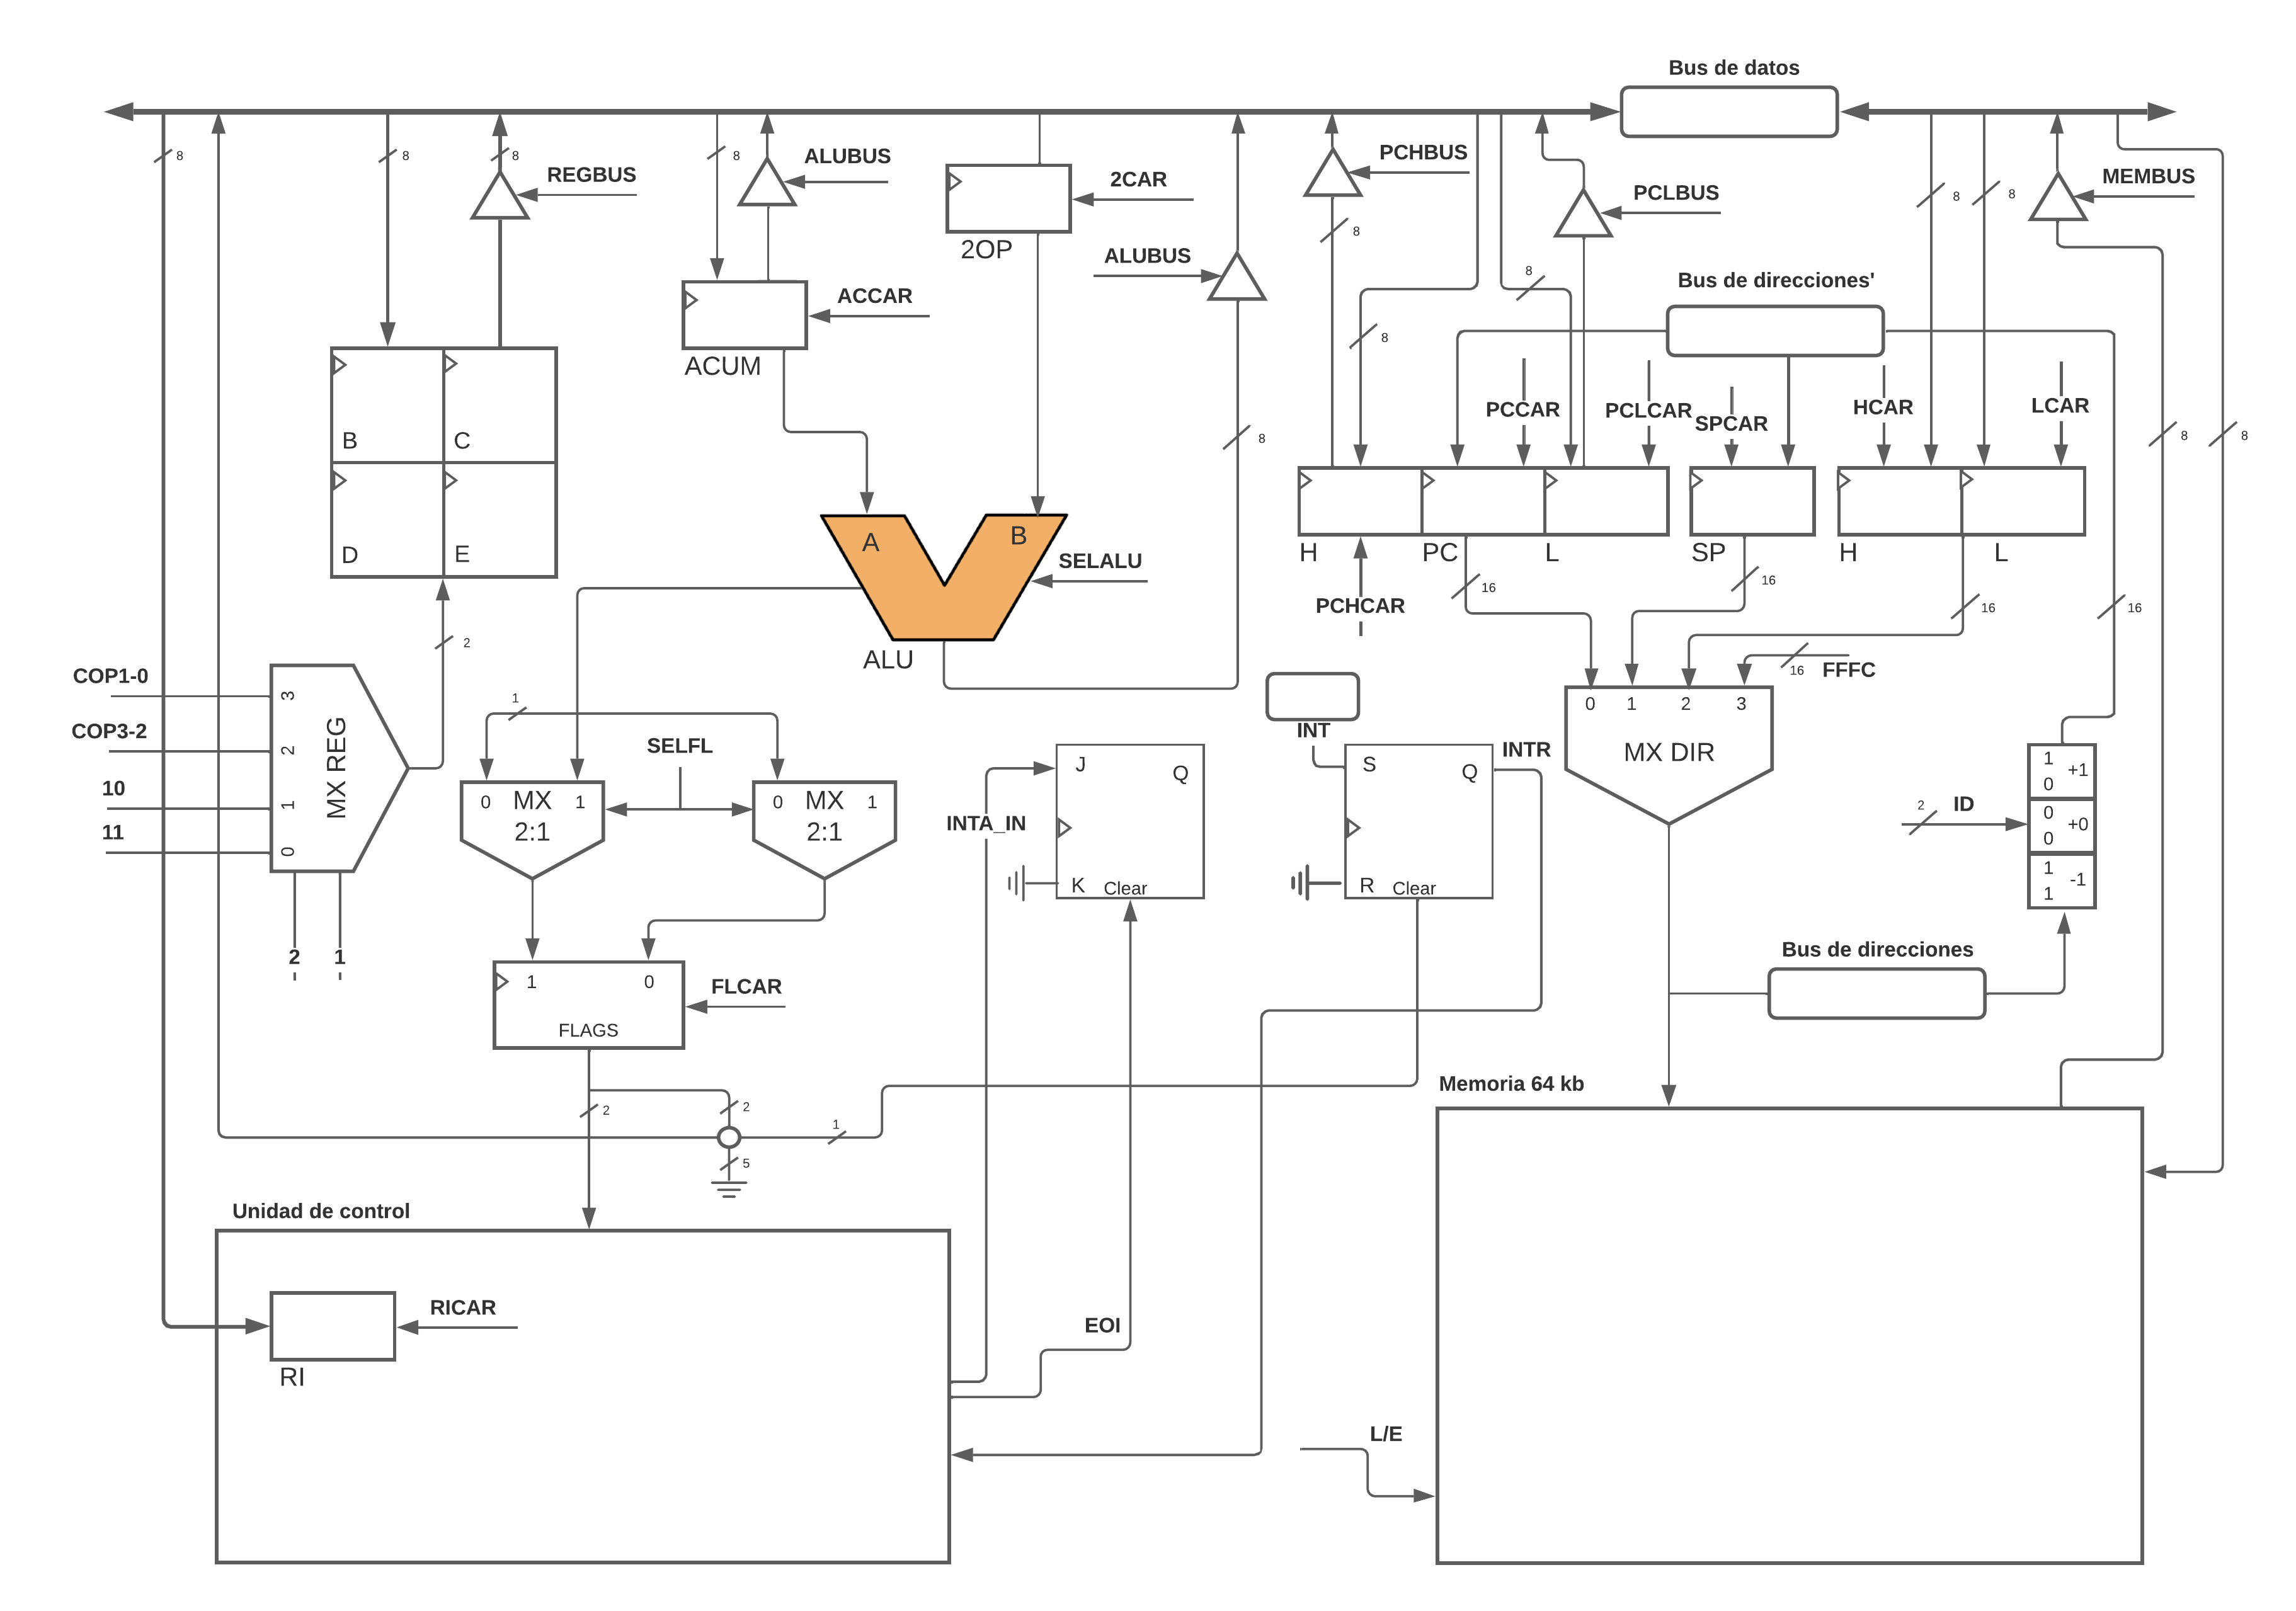 Bus de datos
8
8
8
REGBUS
8
ALUBUS
2CAR
2OP
ALUBUS
PCHBUS
8
PCLBUS
8
8
8
8
MEMBUS
Bus de direcciones'
ACCAR
ACUM
8
8
8
PCCAR
PCLCAR
SPCAR
HCAR
LCAR
B
C
D
E
A
B
SELALU
ALU
H
PC
L
SP
H
L
PCHCAR
16
16
16
16
16
FFFC
2
COP1-0
COP3-2
10
11
3
2
1
0
MX REG
2
1
1
SELFL
0
MX
1
2:1
0
MX
1
2:1
INTA_IN
J
Q
K
Clear
INT
S
Q
R
Clear
INTR
0
1
2
3
MX DIR
1
0
+1
0
0
+0
1
1
-1
2
ID
Bus de direcciones
1
0
FLAGS
FLCAR
2
2
1
5
Memoria 64 kb
Unidad de control
RICAR
RI
EOI
L/E